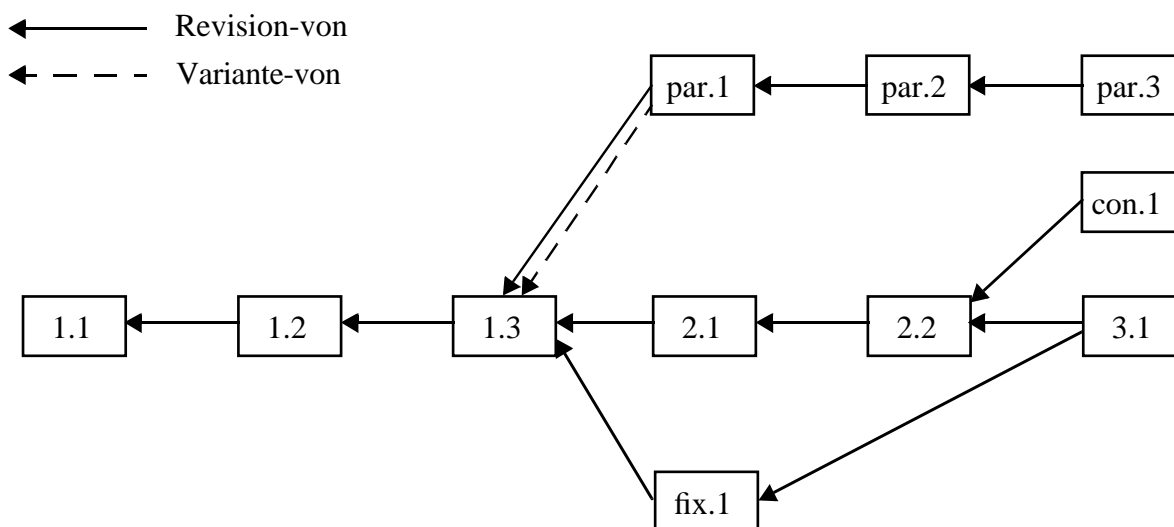 Revision-von
Variante-von
par.1 par.2 par.3
con.1
1.1 1.2 1.3 2.1 2.2 3.1
fix.1